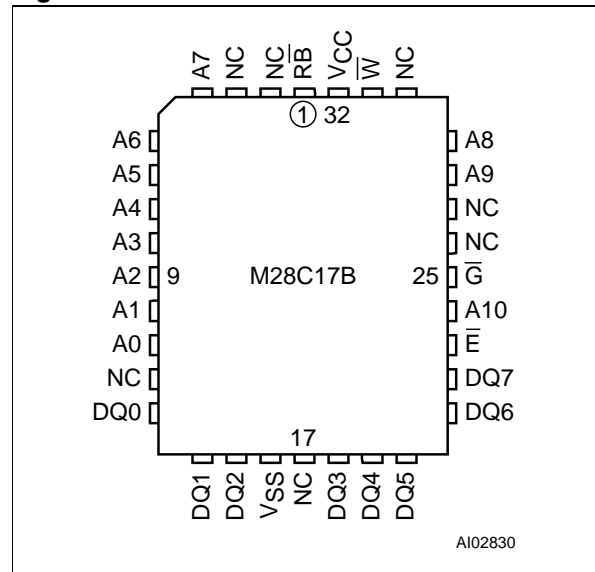 A7 NC NC R̅B̅ VCC W̅ NC
1 32
A6 A8
A5 A9
A4 NC
A3 NC
A2 9 M28C17B 25 G̅
A1 A10
A0 E̅
NC DQ7
DQ0 DQ6
17
DQ1 DQ2 VSS NC DQ3 DQ4 DQ5
AI02830